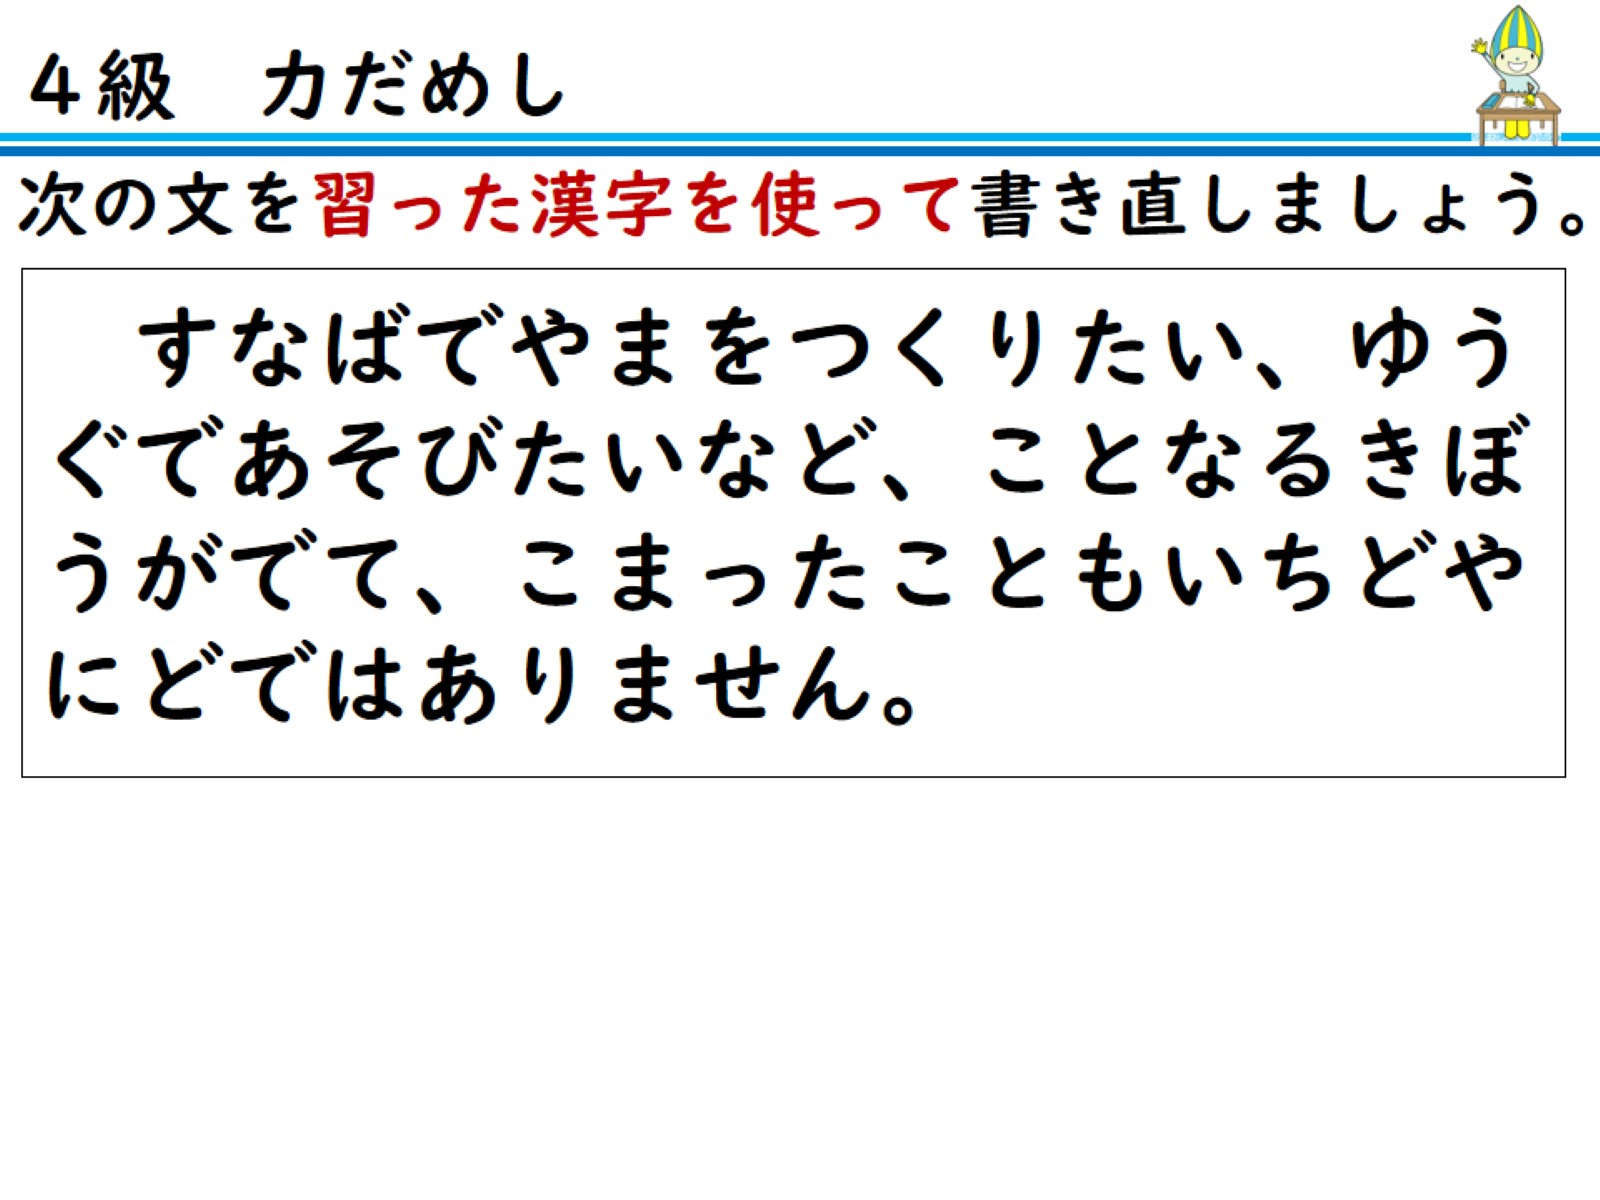 ４級　力だめし
次の文を習った漢字を使って書き直しましょう。
　すなばでやまをつくりたい、ゆう
ぐであそびたいなど、ことなるきぼ
うがでて、こまったこともいちどや
にどではありません。